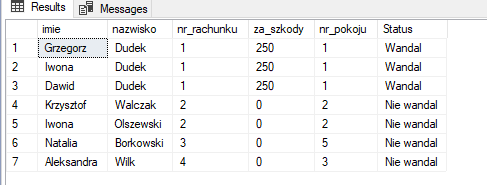 Results Messages
imie nazwisko nr_rachunku za_szkody nr_pokoju Status
1 Grzegorz Dudek 1 250 1 Wandal
2 Iwona Dudek 1 250 1 Wandal
3 Dawid Dudek 1 250 1 Wandal
4 Krzysztof Walczak 2 0 2 Nie wandal
5 Iwona Olszewski 2 0 2 Nie wandal
6 Natalia Borkowski 3 0 5 Nie wandal
7 Aleksandra Wilk 4 0 3 Nie wandal